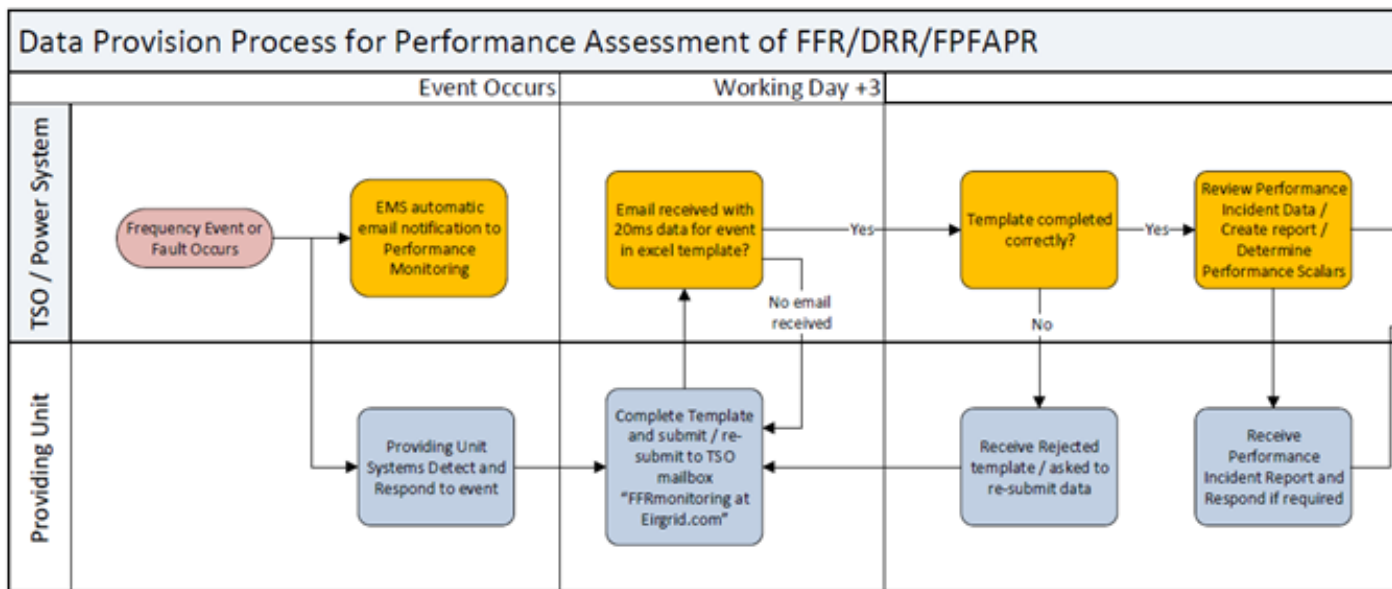 Data Provision Process for Performance Assessment of FFR/DRR/FPFAPR
Event Occurs
Working Day +3
TSO / Power System
Frequency Event or
Fault Occurs
EMS automatic
email notification to
Performance
Monitoring
Email received with
20ms data for event
in excel template?
Yes
No email
received
Template completed
correctly?
Yes
No
Review Performance
Incident Data /
Create report /
Determine
Performance Scalars
Providing Unit
Providing Unit
Systems Detect and
Respond to event
Complete Template
and submit / re-
submit to TSO
mailbox
“FFRmonitoring at
Eirgrid.com”
Receive Rejected
template / asked to
re-submit data
Receive
Performance
Incident Report and
Respond if required